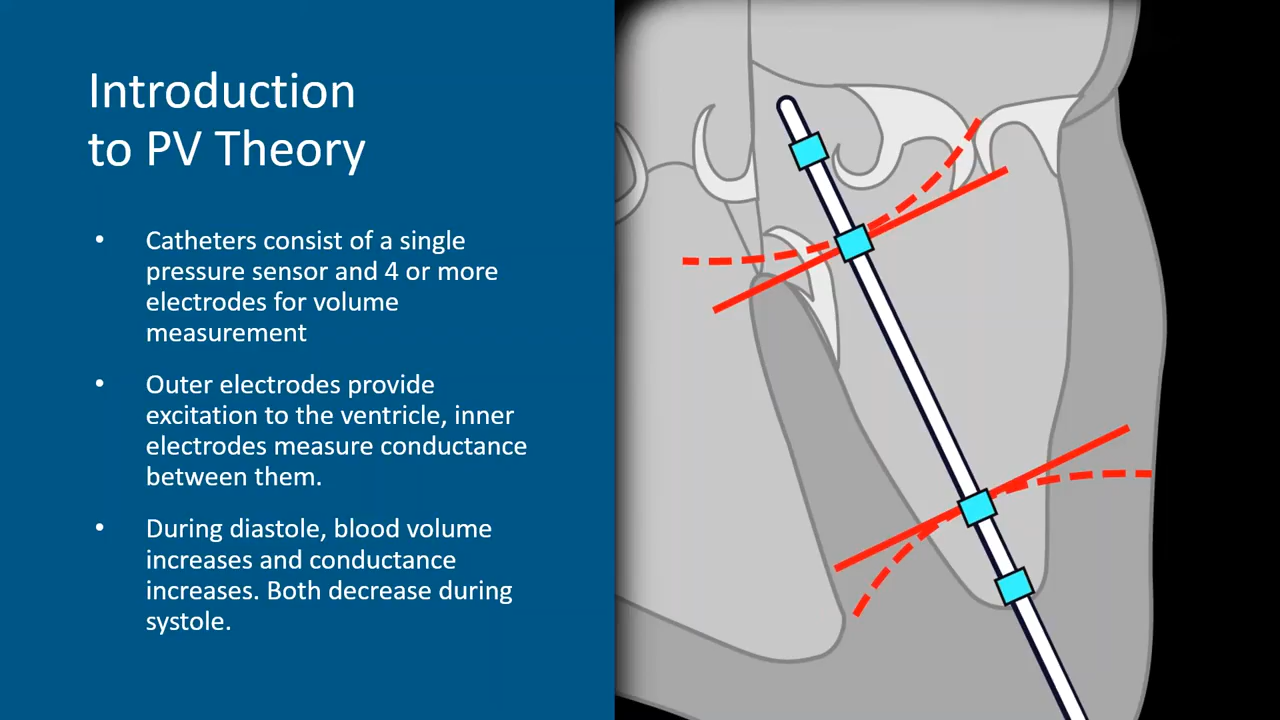 Introduction
to PV Theory
• Catheters consist of a single
pressure sensor and 4 or more
electrodes for volume
measurement
• Outer electrodes provide
excitation to the ventricle, inner
electrodes measure conductance
between them.
• During diastole, blood volume
increases and conductance
increases. Both decrease during
systole.